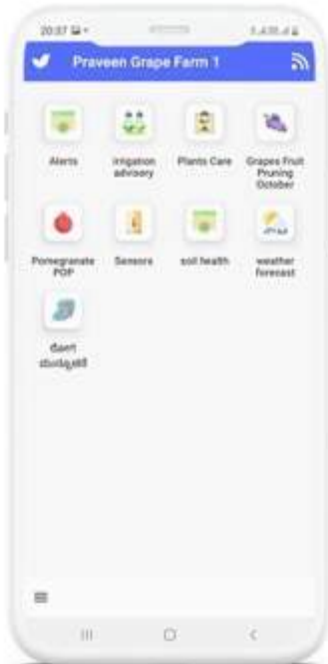 20:37
Praveen Grape Farm 1
Alerts
Irrigation
advisory
Plants Care
Grapes Fruit
Pruning
October
Pomegranate
POP
Sensors
soil health
weather
forecast
ರೋಗ